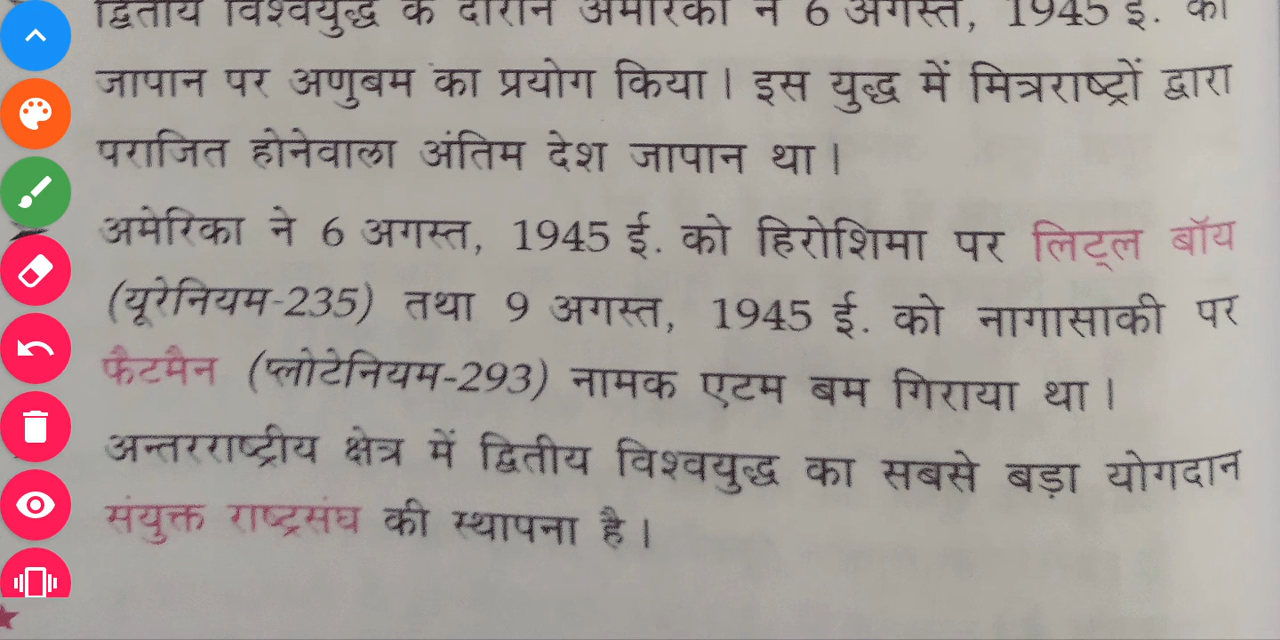 द्वितीय विश्वयुद्ध के दौरान अमेरिका ने 6 अगस्त, 1945 ई. को
जापान पर अणुबम का प्रयोग किया। इस युद्ध में मित्रराष्ट्रों द्वारा
पराजित होनेवाला अंतिम देश जापान था।
अमेरिका ने 6 अगस्त, 1945 ई. को हिरोशिमा पर लिट्ल बॉय
(यूरेनियम-235) तथा 9 अगस्त, 1945 ई. को नागासाकी पर
फैटमैन (प्लोटेनियम-293) नामक एटम बम गिराया था।
अन्तरराष्ट्रीय क्षेत्र में द्वितीय विश्वयुद्ध का सबसे बड़ा योगदान
संयुक्त राष्ट्रसंघ की स्थापना है।